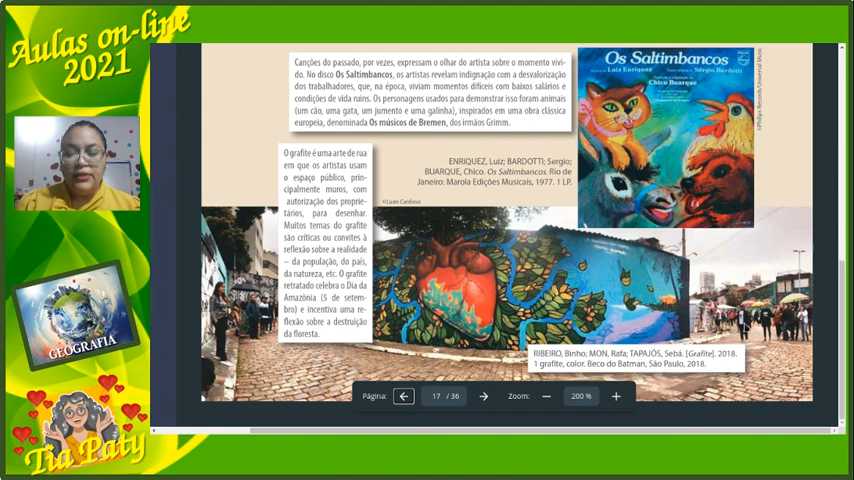 Aulas on-line
2021
Canções do passado, por vezes, expressam o olhar do artista sobre o momento vivi-
do. No disco Os Saltimbancos, os artistas revelam indignação com a desvalorização
dos trabalhadores, que, na época, viviam momentos difíceis com baixos salários e
condições de vida ruins. Os personagens usados para demonstrar isso foram animais
(um cão, uma gata, um jumento e uma galinha), inspirados em uma obra clássica
europeia, denominada Os músicos de Bremen, dos irmãos Grimm.
Os Saltimbancos
Luiz Enriquez
Sérgio Bardotti
Chico Buarque
PHILIPS
©Philips Records/Universal Music
O grafite é uma arte de rua
em que os artistas usam
o espaço público, prin-
cipalmente muros, com
autorização dos proprie-
tários, para desenhar.
Muitos temas do grafite
são críticas ou convites à
reflexão sobre a realidade
– da população, do país,
da natureza, etc. O grafite
retratado celebra o Dia da
Amazônia (5 de setem-
bro) e incentiva uma re-
flexão sobre a destruição
da floresta.
ENRIQUEZ, Luiz; BARDOTTI; Sergio;
BUARQUE, Chico. Os Saltimbancos. Rio de
Janeiro: Marola Edições Musicais, 1977. 1 LP.
©Luan Cardoso
RIBEIRO, Binho; MON, Rafa; TAPAJÓS, Sebá. [Grafite]. 2018.
1 grafite, color. Beco do Batman, São Paulo, 2018.
GEOGRAFIA
Tia Paty
Página: 17 / 36 Zoom: 200 %